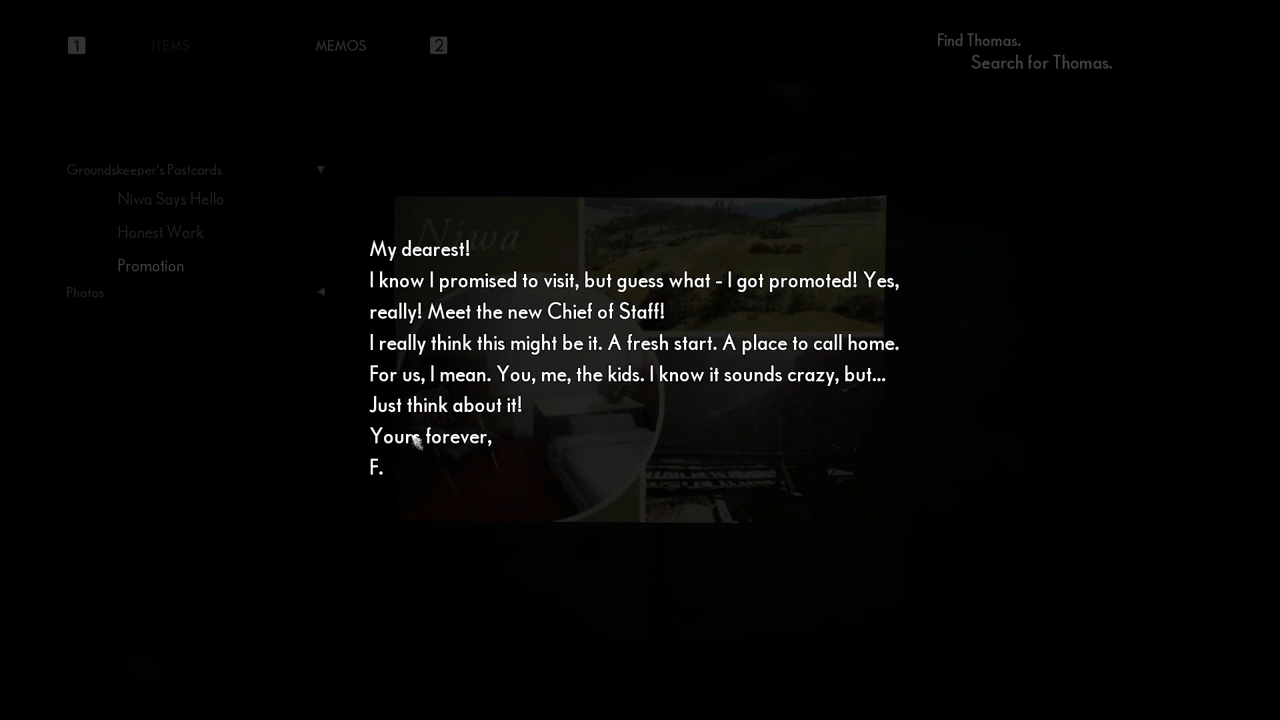 1 ITEMS MEMOS 2
Find Thomas.
Search for Thomas.
Groundskeeper's Postcards
Niwa Says Hello
Honest Work
Promotion
Photos
Niwa
My dearest!
I know I promised to visit, but guess what - I got promoted! Yes,
really! Meet the new Chief of Staff!
I really think this might be it. A fresh start. A place to call home.
For us, I mean. You, me, the kids. I know it sounds crazy, but...
Just think about it!
Yours forever,
F.